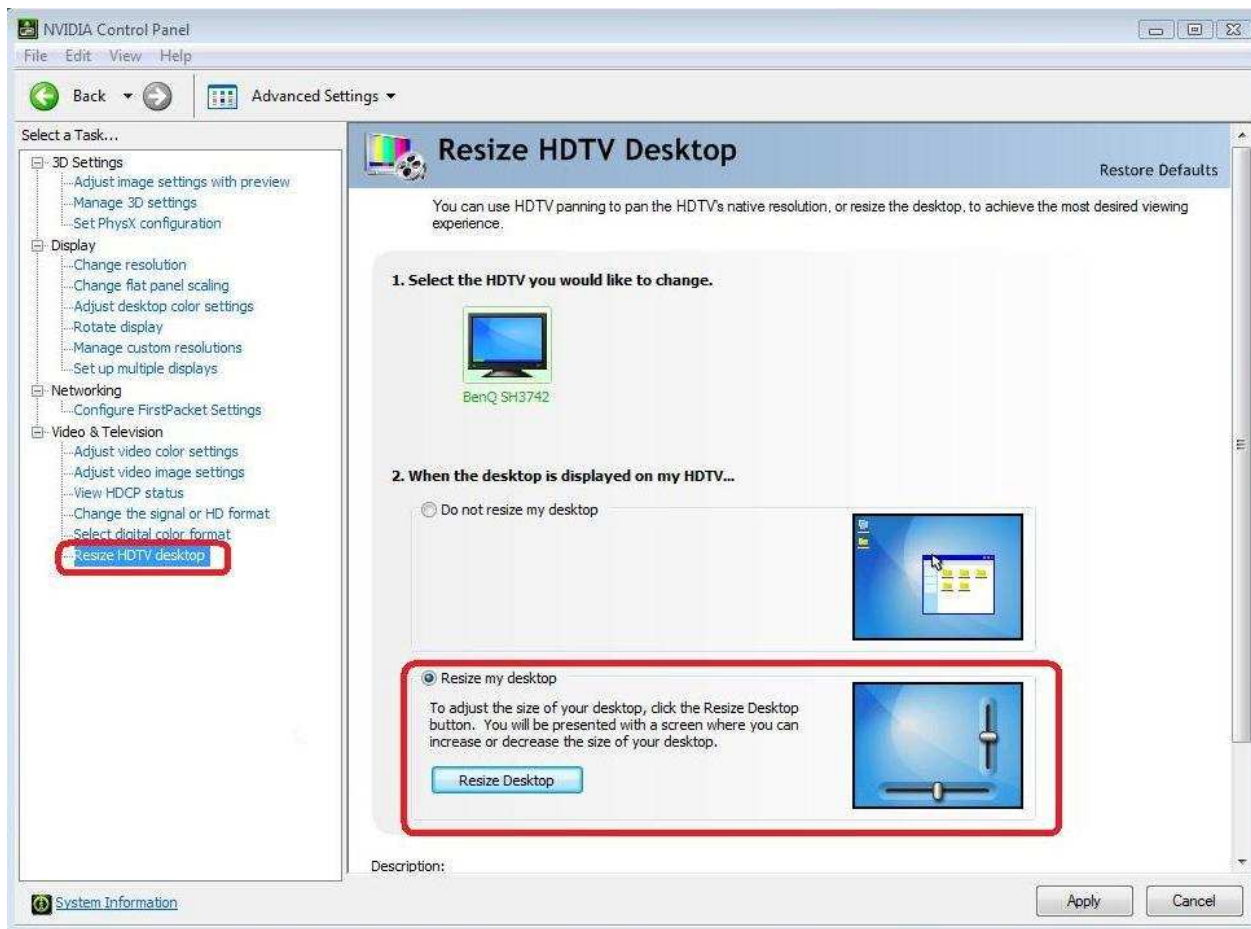 NVIDIA Control Panel
File Edit View Help
Back
Advanced Settings
Select a Task...
3D Settings
Adjust image settings with preview
Manage 3D settings
Set PhysX configuration
Display
Change resolution
Change flat panel scaling
Adjust desktop color settings
Rotate display
Manage custom resolutions
Set up multiple displays
Networking
Configure FirstPacket Settings
Video & Television
Adjust video color settings
Adjust video image settings
View HDCP status
Change the signal or HD format
Select digital color format
Resize HDTV desktop
System Information
Resize HDTV Desktop
Restore Defaults
You can use HDTV panning to pan the HDTV's native resolution, or resize the desktop, to achieve the most desired viewing
experience.
1. Select the HDTV you would like to change.
BenQ SH3742
2. When the desktop is displayed on my HDTV...
Do not resize my desktop
Resize my desktop
To adjust the size of your desktop, click the Resize Desktop
button. You will be presented with a screen where you can
increase or decrease the size of your desktop.
Resize Desktop
Description:
Apply Cancel